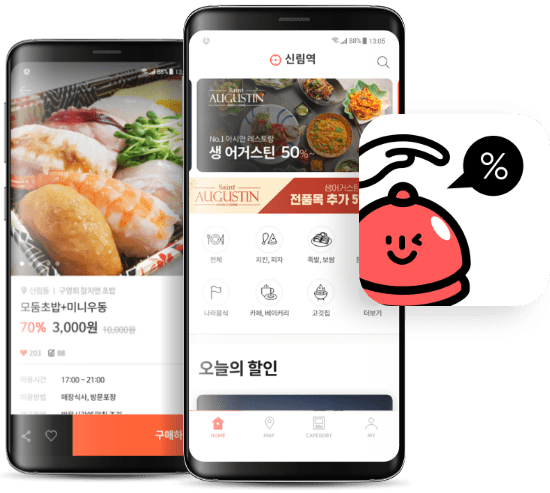 88% 13:
신림동 | 구영회 참치앤 초밥
모둠초밥+미니우동
70% 3,000원 10,000원
203 88
이용시간 17:00 ~ 21:00
이용방법 매장식사, 방문포장
구매하
88% 13:05
신림역
Saint
AUGUSTIN
No.1 아시안 레스토랑
생 어거스틴 50%~
Saint
AUGUSTIN
생어거스틴
전품목 추가 5
전체
치킨, 피자
족발, 보쌈
나라음식
카페, 베이커리
고깃집
더보기
오늘의 할인
HOME
MAP
CATEGORY
MY
%